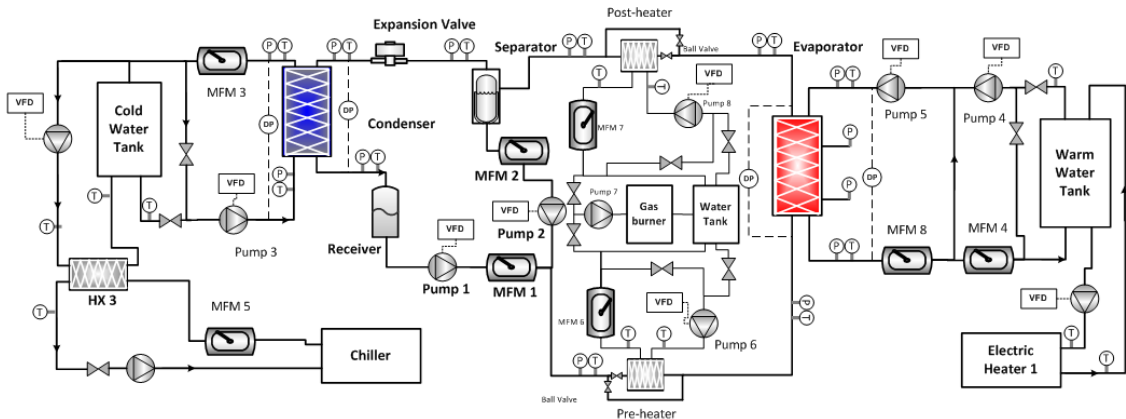 Post-heater
Expansion Valve
Separator
Ball Valve
Evaporator
P T
P T
P T
P T
P T
P T
VFD
VFD
VFD
T
T
MFM 3
VFD
Cold
Water
Tank
DP
DP
Condenser
MFM 7
T
Pump 8
Pump 5
Pump 4
MFM 2
P
P
DP
DP
Warm
Water
Tank
P T
P
T
VFD
Pump 7
Gas
burner
Water
Tank
T
T
T
VFD
Pump 3
Receiver
VFD
Pump 2
VFD
Pump 1
MFM 1
P T
MFM 8
MFM 4
HX 3
T
MFM 5
MFM 6
VFD
Pump 6
P
T
VFD
Chiller
T
T
P T
Electric
Heater 1
T
T
Ball Valve
Pre-heater